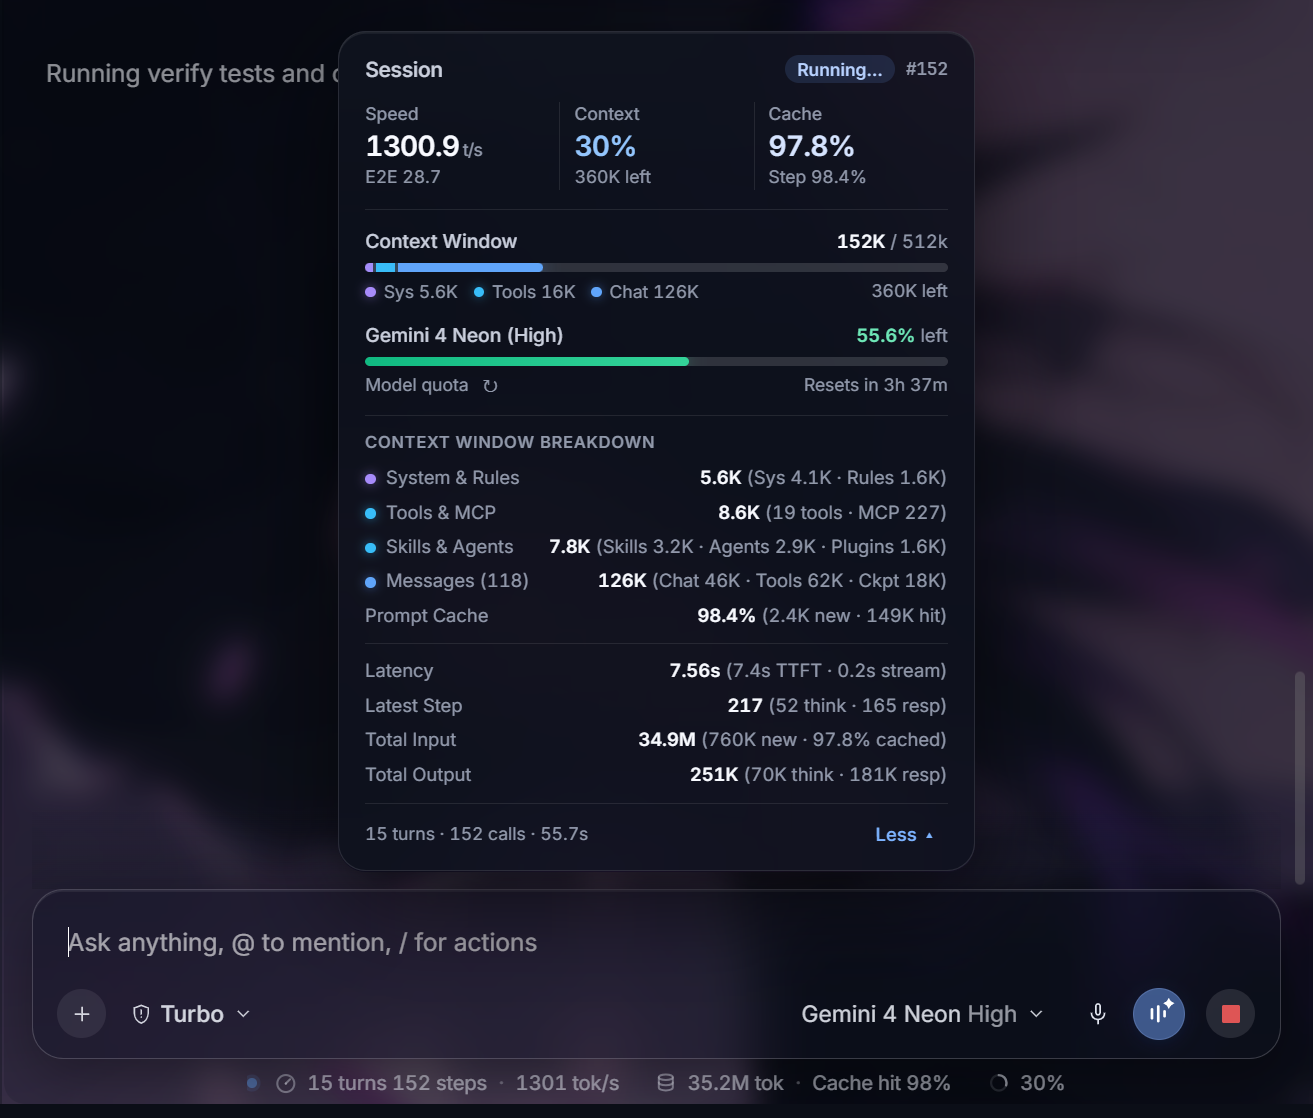 Running verify tests and
Session
Running...
#152
Speed
Context
Cache
1300.9 t/s
30%
97.8%
E2E 28.7
360K left
Step 98.4%
Context Window
152K / 512k
Sys 5.6K
Tools 16K
Chat 126K
360K left
Gemini 4 Neon (High)
55.6% left
Model quota
Resets in 3h 37m
CONTEXT WINDOW BREAKDOWN
System & Rules
5.6K (Sys 4.1K · Rules 1.6K)
Tools & MCP
8.6K (19 tools · MCP 227)
Skills & Agents
7.8K (Skills 3.2K · Agents 2.9K · Plugins 1.6K)
Messages (118)
126K (Chat 46K · Tools 62K · Ckpt 18K)
Prompt Cache
98.4% (2.4K new · 149K hit)
Latency
7.56s (7.4s TTFT · 0.2s stream)
Latest Step
217 (52 think · 165 resp)
Total Input
34.9M (760K new · 97.8% cached)
Total Output
251K (70K think · 181K resp)
15 turns · 152 calls · 55.7s
Less
Ask anything, @ to mention, / for actions
Turbo
Gemini 4 Neon High
15 turns 152 steps · 1301 tok/s
35.2M tok · Cache hit 98%
30%